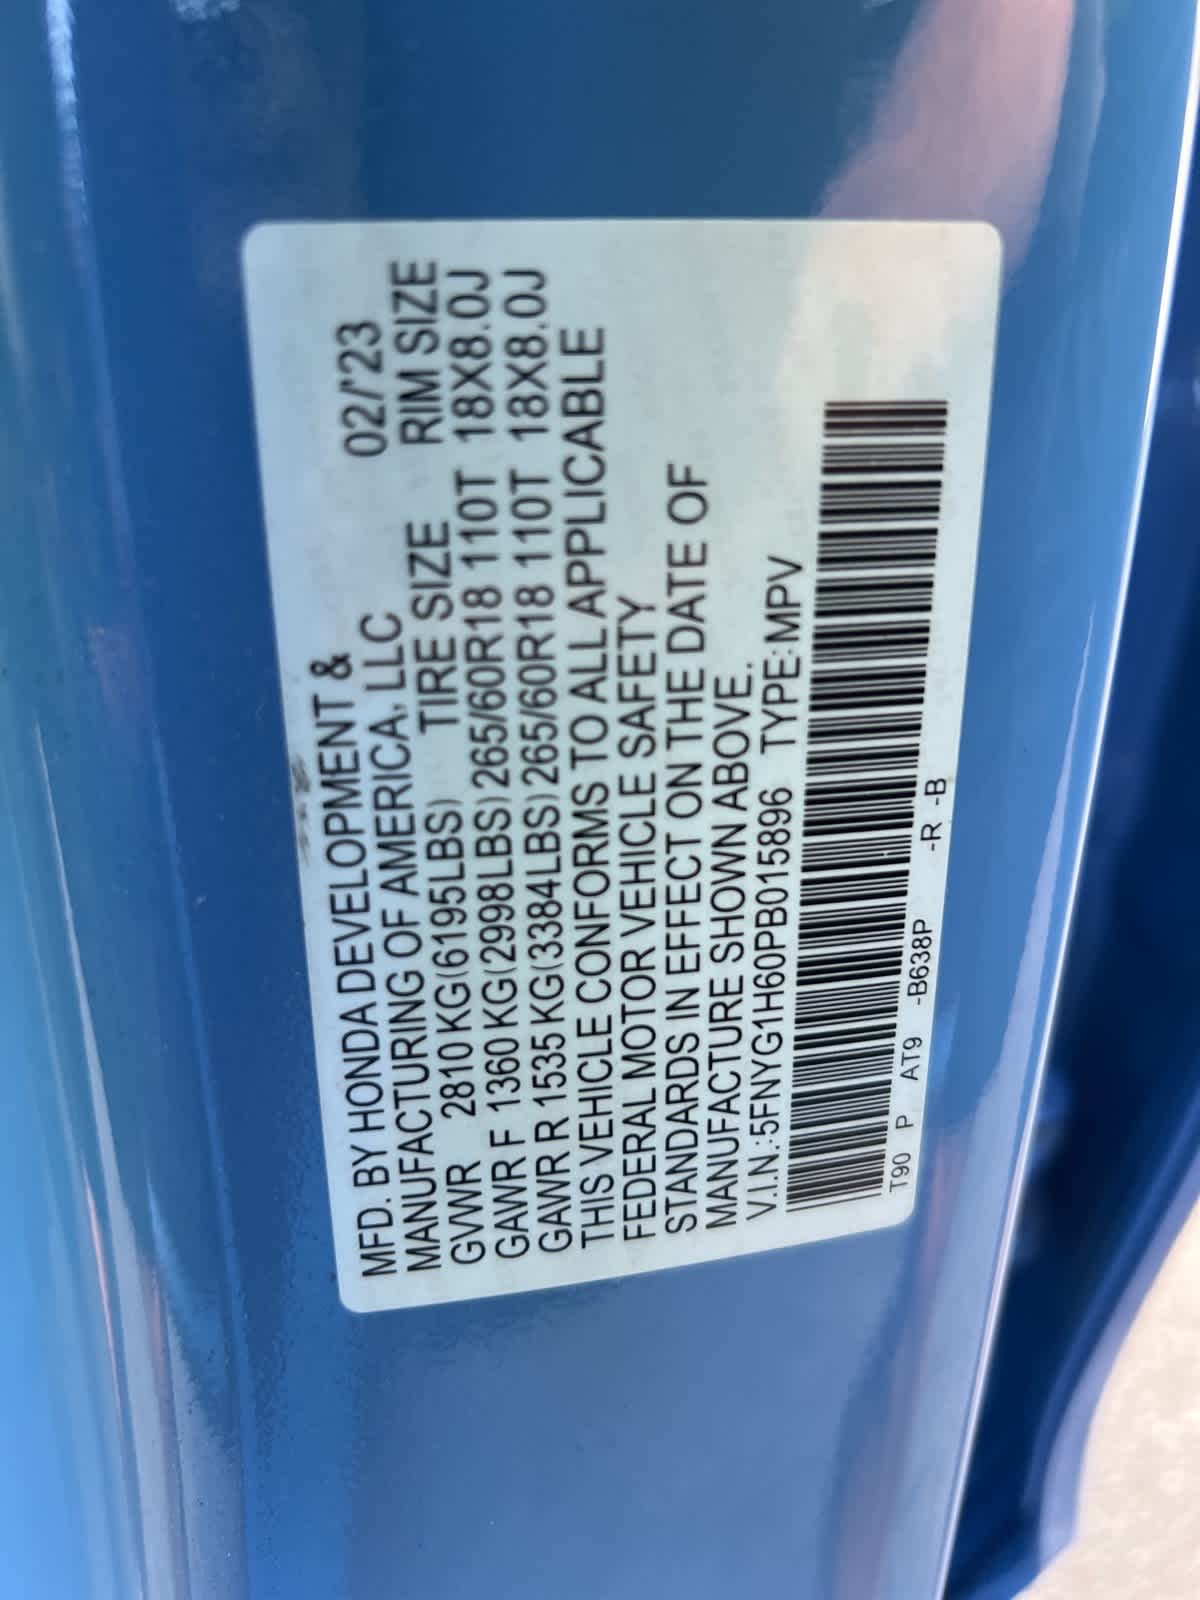 MFD. BY HONDA DEVELOPMENT &
MANUFACTURING OF AMERICA, LLC 02/'23
GVWR 2810 KG(6195LBS) TIRE SIZE RIM SIZE
GAWR F 1360 KG(2998LBS) 265/60R18 110T 18X8.0J
GAWR R 1535 KG(3384LBS) 265/60R18 110T 18X8.0J
THIS VEHICLE CONFORMS TO ALL APPLICABLE
FEDERAL MOTOR VEHICLE SAFETY
STANDARDS IN EFFECT ON THE DATE OF
MANUFACTURE SHOWN ABOVE.
V.I.N.:5FNYG1H60PB015896 TYPE:MPV
T90 P AT9 -B638P -R -B